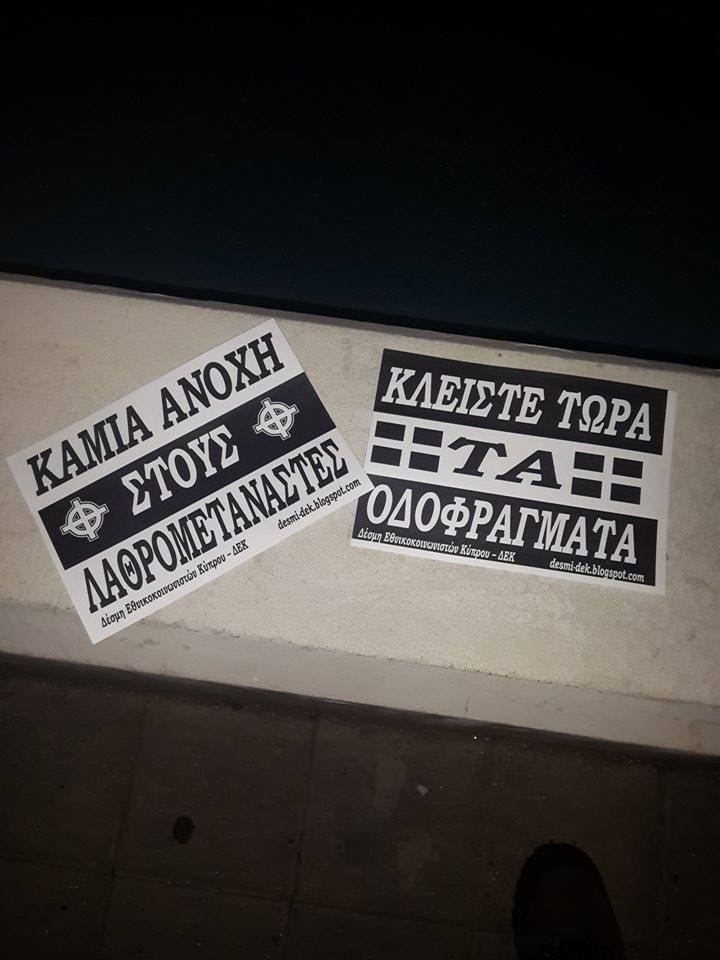 ΚΑΜΙΑ ΑΝΟΧΗ
ΣΤΟΥΣ
ΛΑΘΡΟΜΕΤΑΝΑΣΤΕΣ
desmi-dek.blogspot.com
Δέσμη Εθνικοκοινωνιστών Κύπρου – ΔΕΚ
ΚΛΕΙΣΤΕ ΤΩΡΑ
ΤΑ
ΟΔΟΦΡΑΓΜΑΤΑ
Δέσμη Εθνικοκοινωνιστών Κύπρου – ΔΕΚ
desmi-dek.blogspot.com